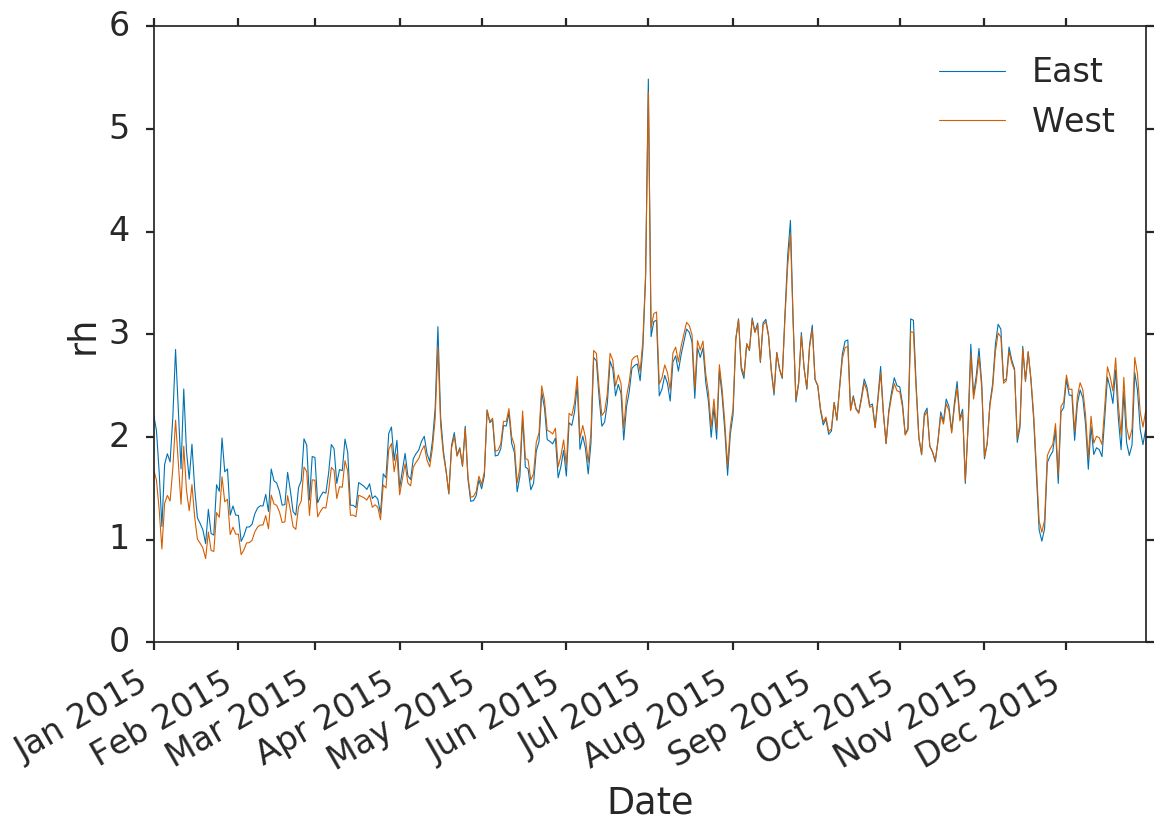 6
5
4
3
2
1
0
rh
East
West
Jan 2015
Feb 2015
Mar 2015
Apr 2015
May 2015
Jun 2015
Jul 2015
Aug 2015
Sep 2015
Oct 2015
Nov 2015
Dec 2015
Date